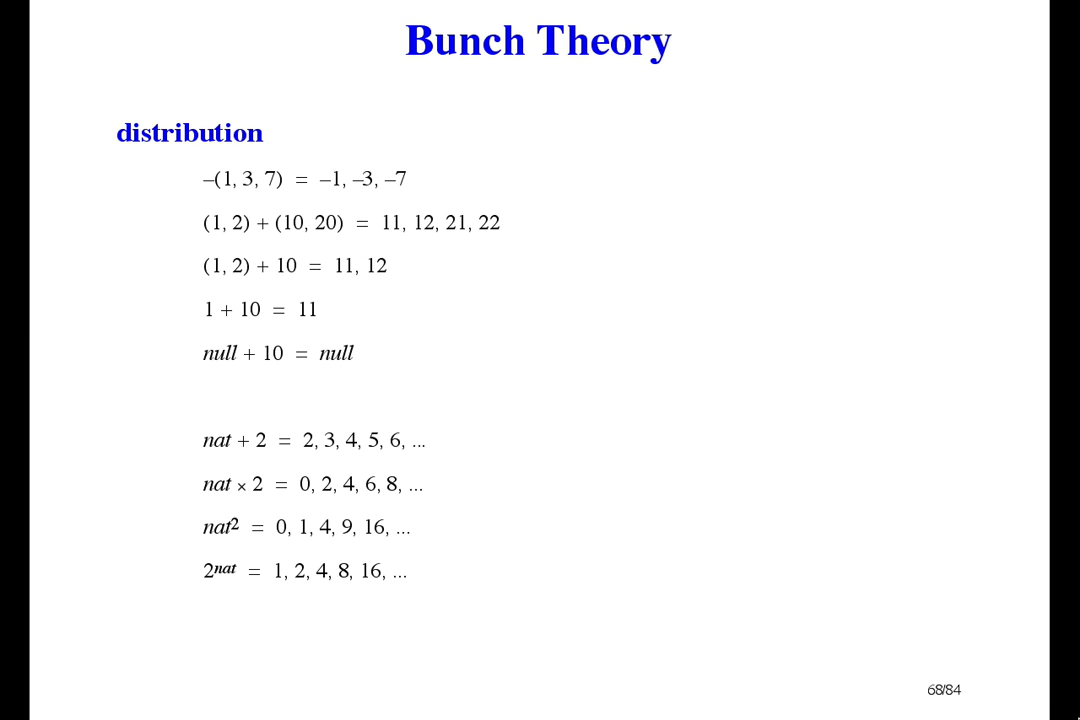 Bunch Theory
distribution
–(1, 3, 7) = –1, –3, –7
(1, 2) + (10, 20) = 11, 12, 21, 22
(1, 2) + 10 = 11, 12
1 + 10 = 11
null + 10 = null
nat + 2 = 2, 3, 4, 5, 6, ...
nat × 2 = 0, 2, 4, 6, 8, ...
nat² = 0, 1, 4, 9, 16, ...
2ⁿᵃᵗ = 1, 2, 4, 8, 16, ...
68/84